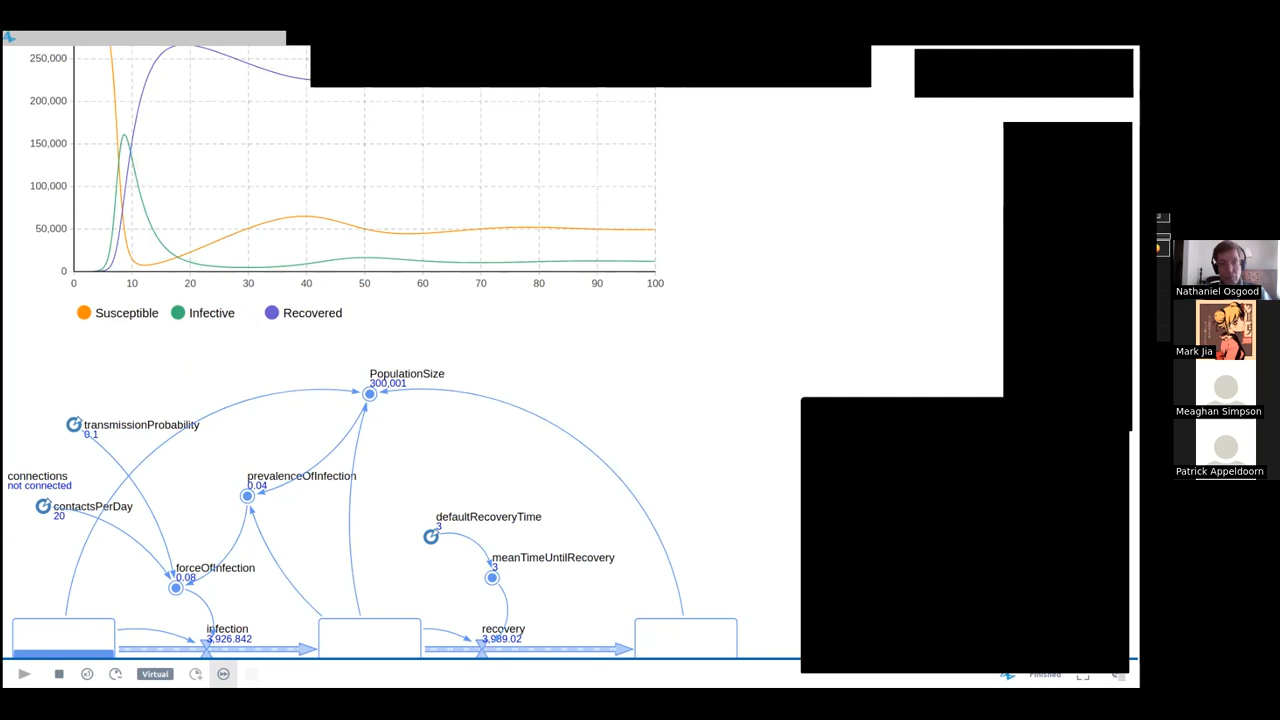 250,000
200,000
150,000
100,000
50,000
0
0 10 20 30 40 50 60 70 80 90 100
Susceptible Infective Recovered
PopulationSize
300,001
transmissionProbability
0.1
connections
not connected
prevalenceOfInfection
0.04
contactsPerDay
20
defaultRecoveryTime
3
meanTimeUntilRecovery
3
forceOfInfection
0.08
infection
3,926.842
recovery
3,989.02
x1
Virtual
Finished
Nathaniel Osgood
Mark Jia
Meaghan Simpson
Patrick Appeldoorn